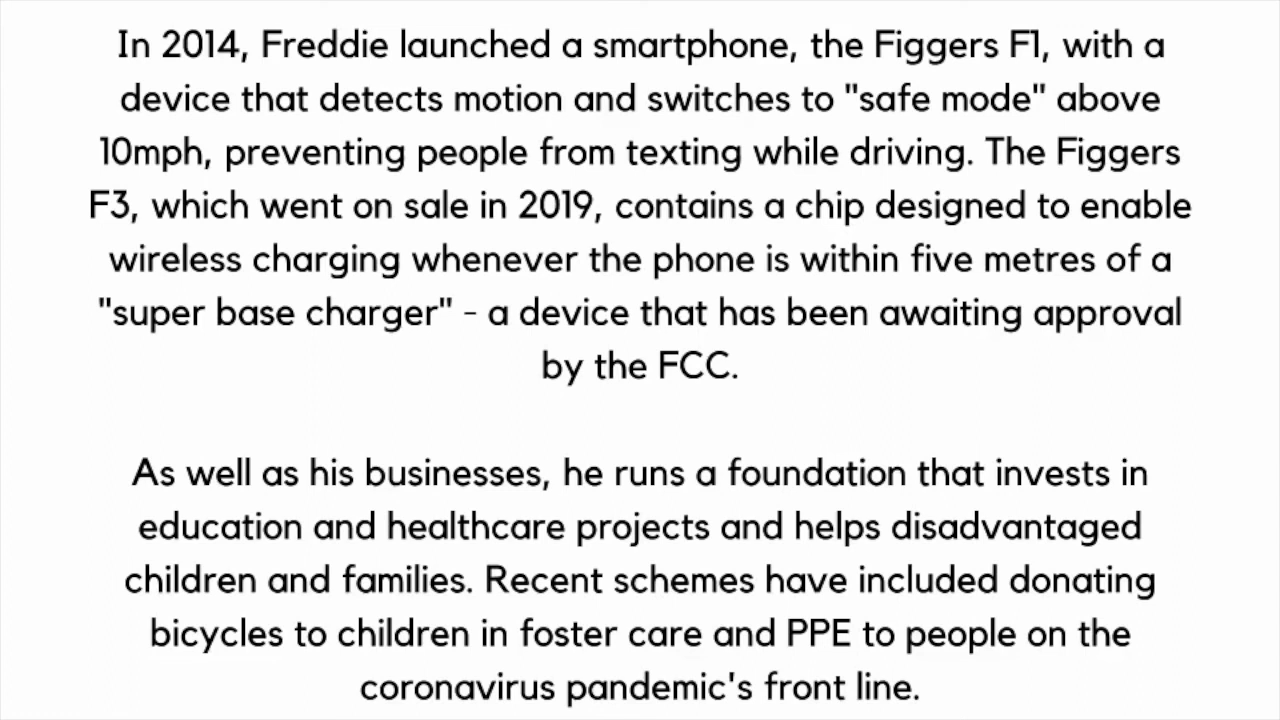 In 2014, Freddie launched a smartphone, the Figgers F1, with a
device that detects motion and switches to "safe mode" above
10mph, preventing people from texting while driving. The Figgers
F3, which went on sale in 2019, contains a chip designed to enable
wireless charging whenever the phone is within five metres of a
"super base charger" - a device that has been awaiting approval
by the FCC.
As well as his businesses, he runs a foundation that invests in
education and healthcare projects and helps disadvantaged
children and families. Recent schemes have included donating
bicycles to children in foster care and PPE to people on the
coronavirus pandemic's front line.